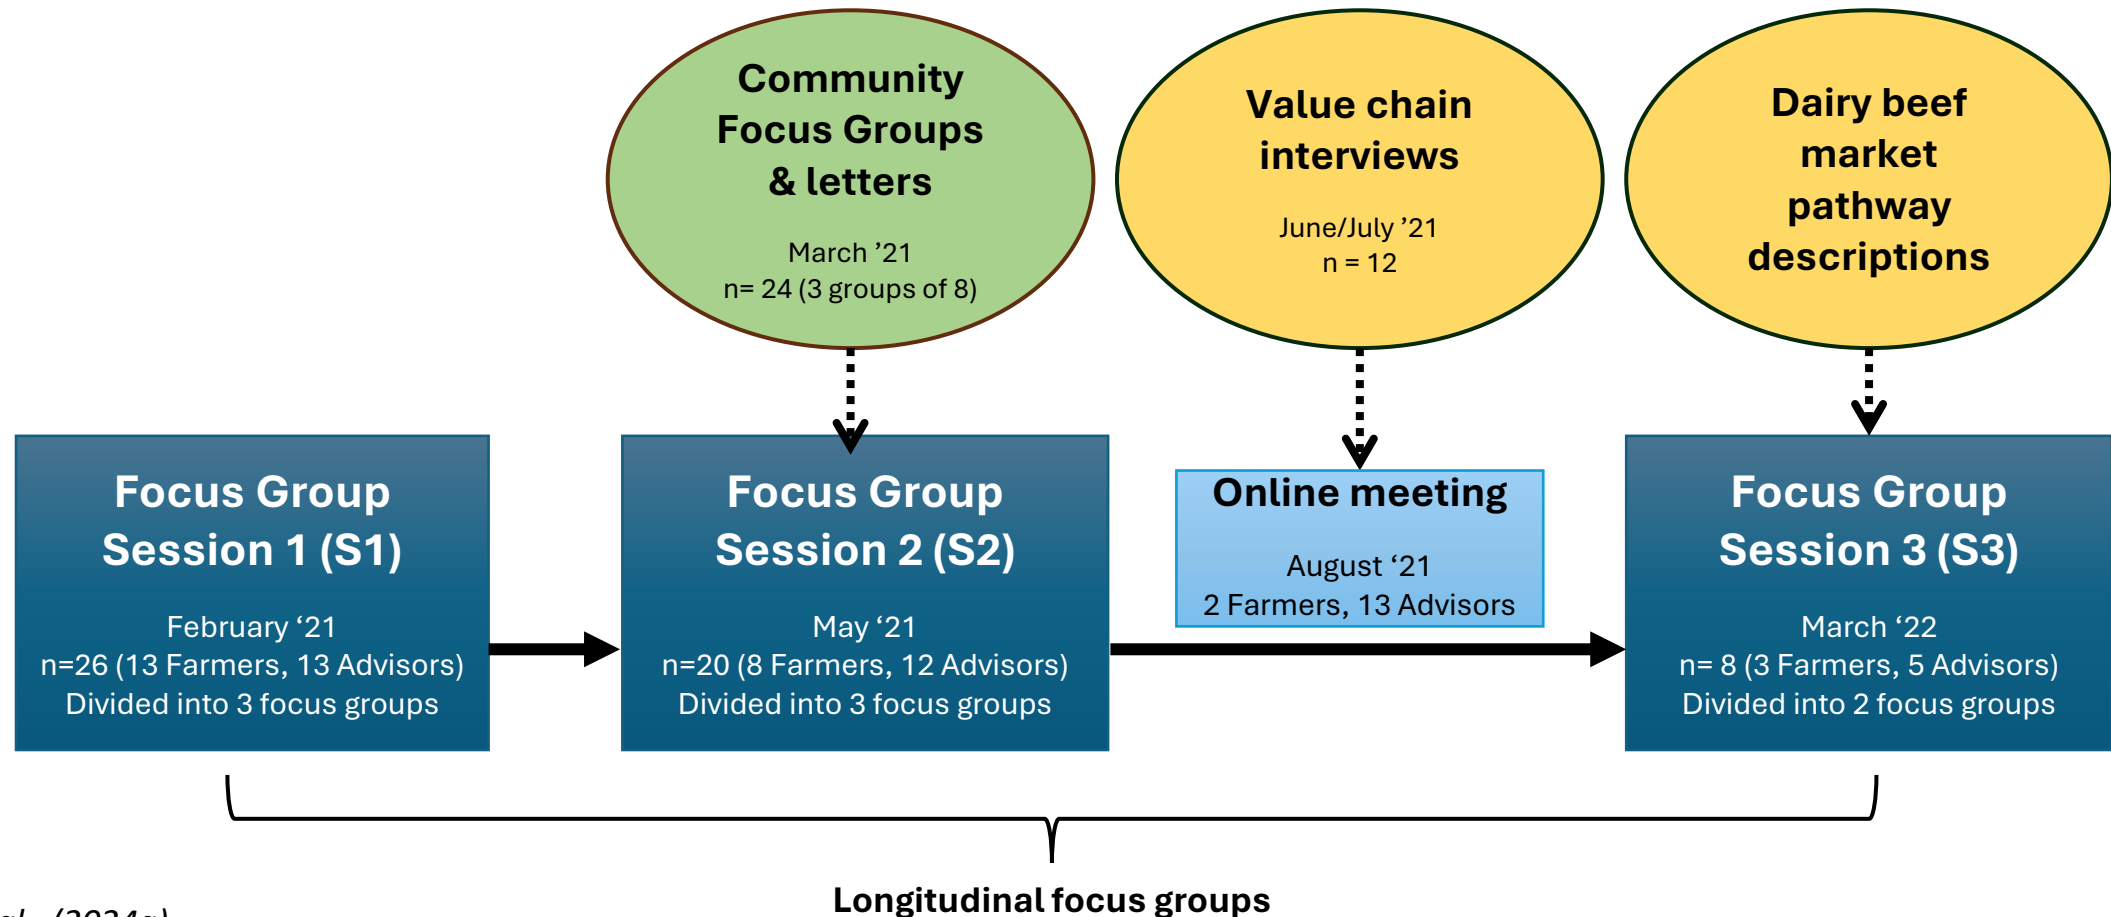 Community
Focus Groups
& letters
March ’21
n= 24 (3 groups of 8)
Value chain
interviews
June/July ’21
n = 12
Dairy beef
market
pathway
descriptions
Focus Group
Session 1 (S1)
February ‘21
n=26 (13 Farmers, 13 Advisors)
Divided into 3 focus groups
Focus Group
Session 2 (S2)
May ‘21
n=20 (8 Farmers, 12 Advisors)
Divided into 3 focus groups
Online meeting
August ‘21
2 Farmers, 13 Advisors
Focus Group
Session 3 (S3)
March ‘22
n= 8 (3 Farmers, 5 Advisors)
Divided into 2 focus groups
Longitudinal focus groups
(2024a)